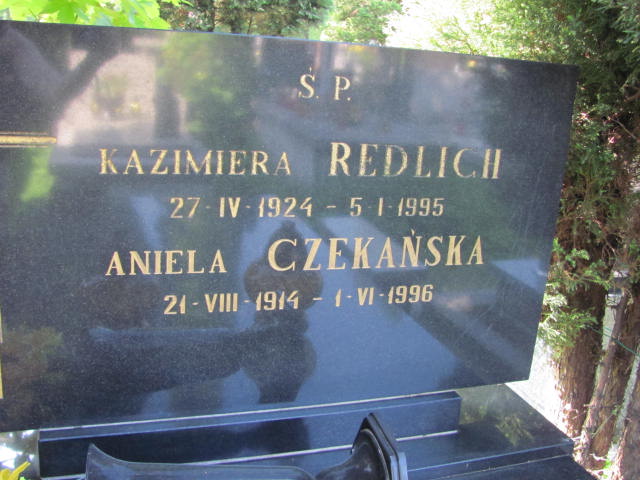 Ś. P.
KAZIMIERA REDLICH
27-IV-1924 - 5-I-1995
ANIELA CZEKAŃSKA
21-VIII-1914 - 1-VI-1996